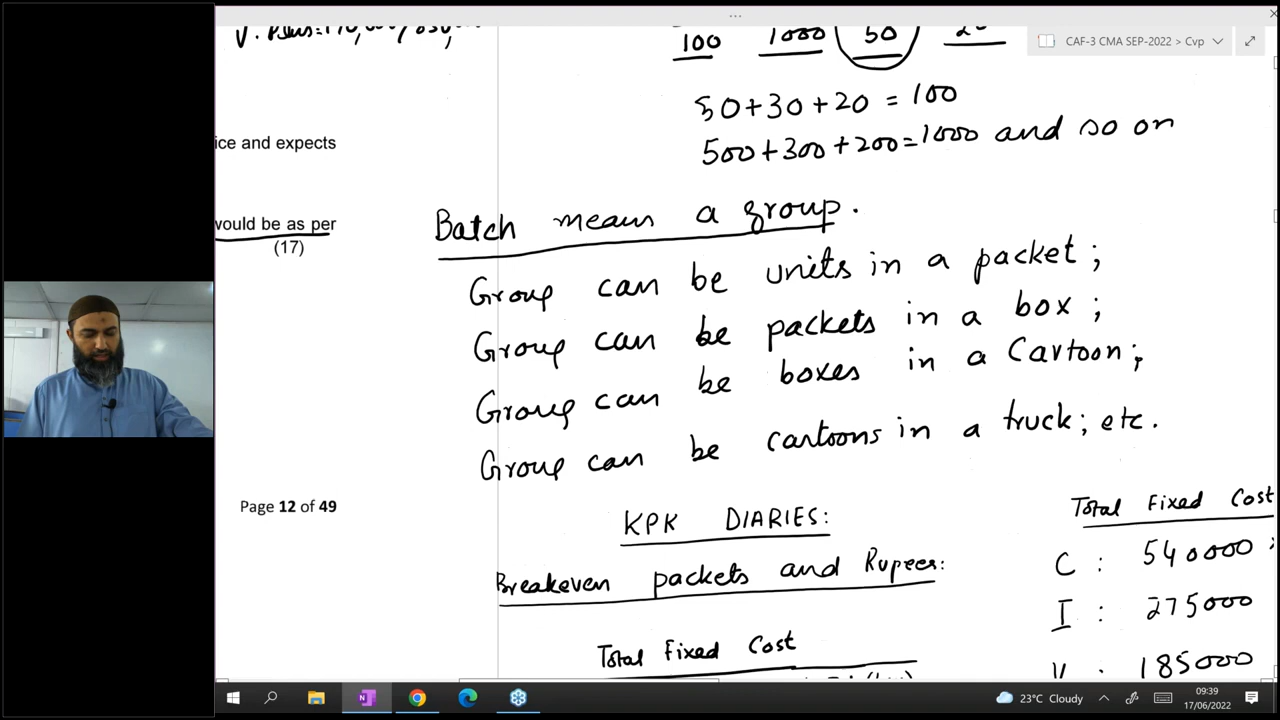 CAF-3 CMA SEP-2022 > Cvp
100 1000 50
50+30+20 = 100
500+300+200=1000 and so on
ice and expects
would be as per
(17)
Batch means a group.
Group can be units in a packet;
Group can be packets in a box;
Group can be boxes in a Cartoon;
Group can be cartoons in a truck; etc.
Page 12 of 49
KPK DIARIES:
Breakeven packets and Rupees:
Total Fixed Cost
Total Fixed Cost
C : 540000
I : 275000
V : 185000
23°C Cloudy
09:39
17/06/2022